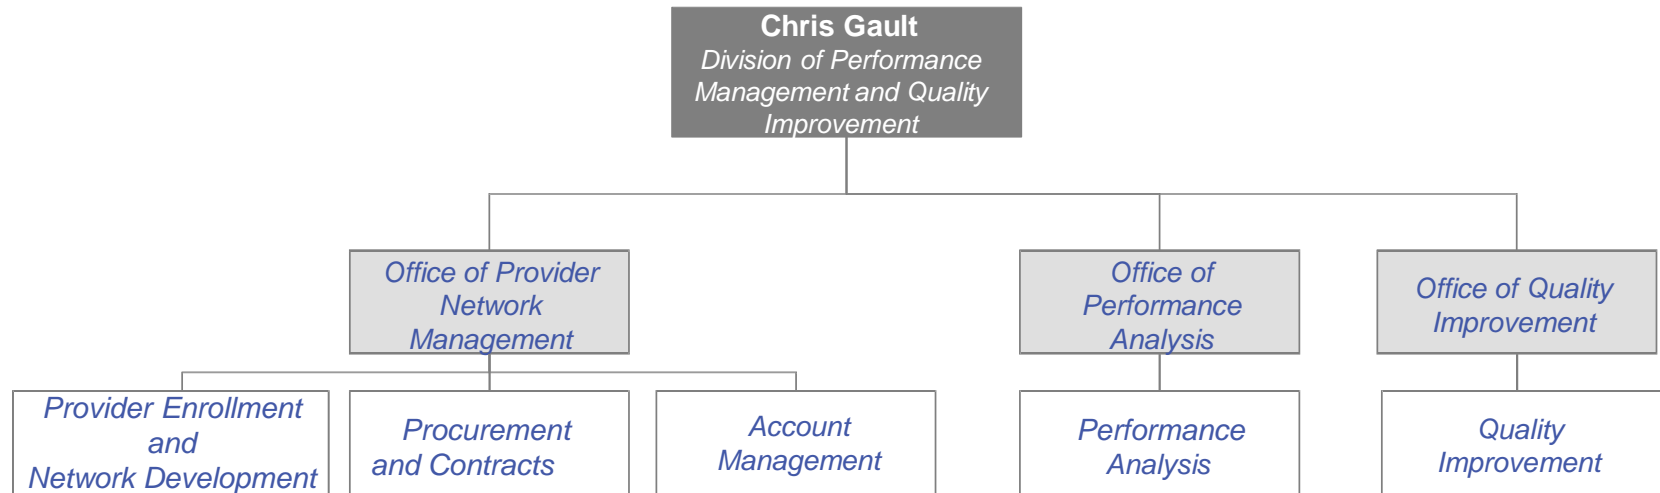 Chris Gault
Division of Performance
Management and Quality
Improvement
Office of Provider
Network
Management
Office of
Performance
Analysis
Office of Quality
Improvement
Provider Enrollment
and
Network Development
Procurement
and Contracts
Account
Management
Performance
Analysis
Quality
Improvement